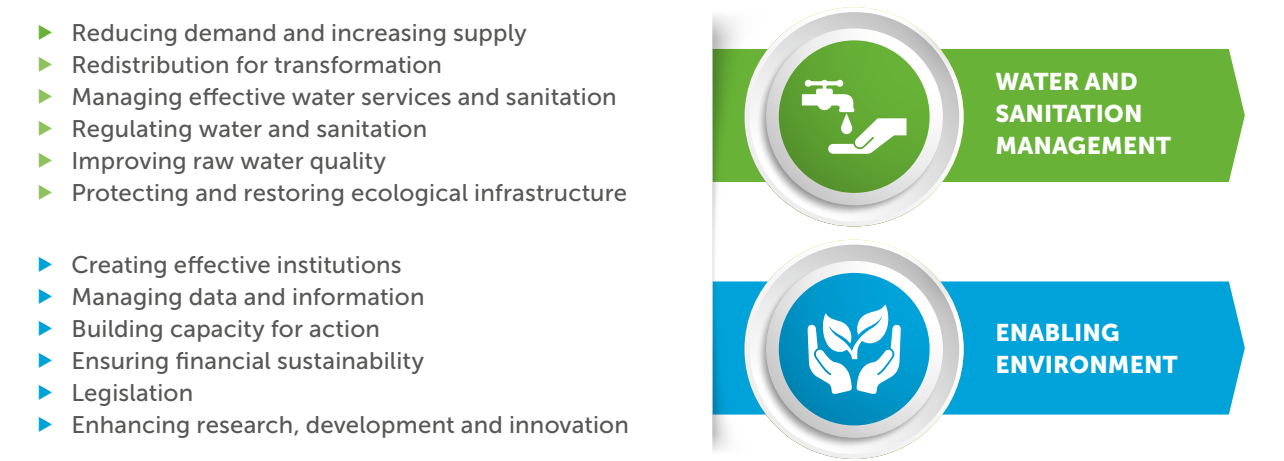 Reducing demand and increasing supply
Redistribution for transformation
Managing effective water services and sanitation
Regulating water and sanitation
Improving raw water quality
Protecting and restoring ecological infrastructure
WATER AND
SANITATION
MANAGEMENT
Creating effective institutions
Managing data and information
Building capacity for action
Ensuring financial sustainability
Legislation
Enhancing research, development and innovation
ENABLING
ENVIRONMENT